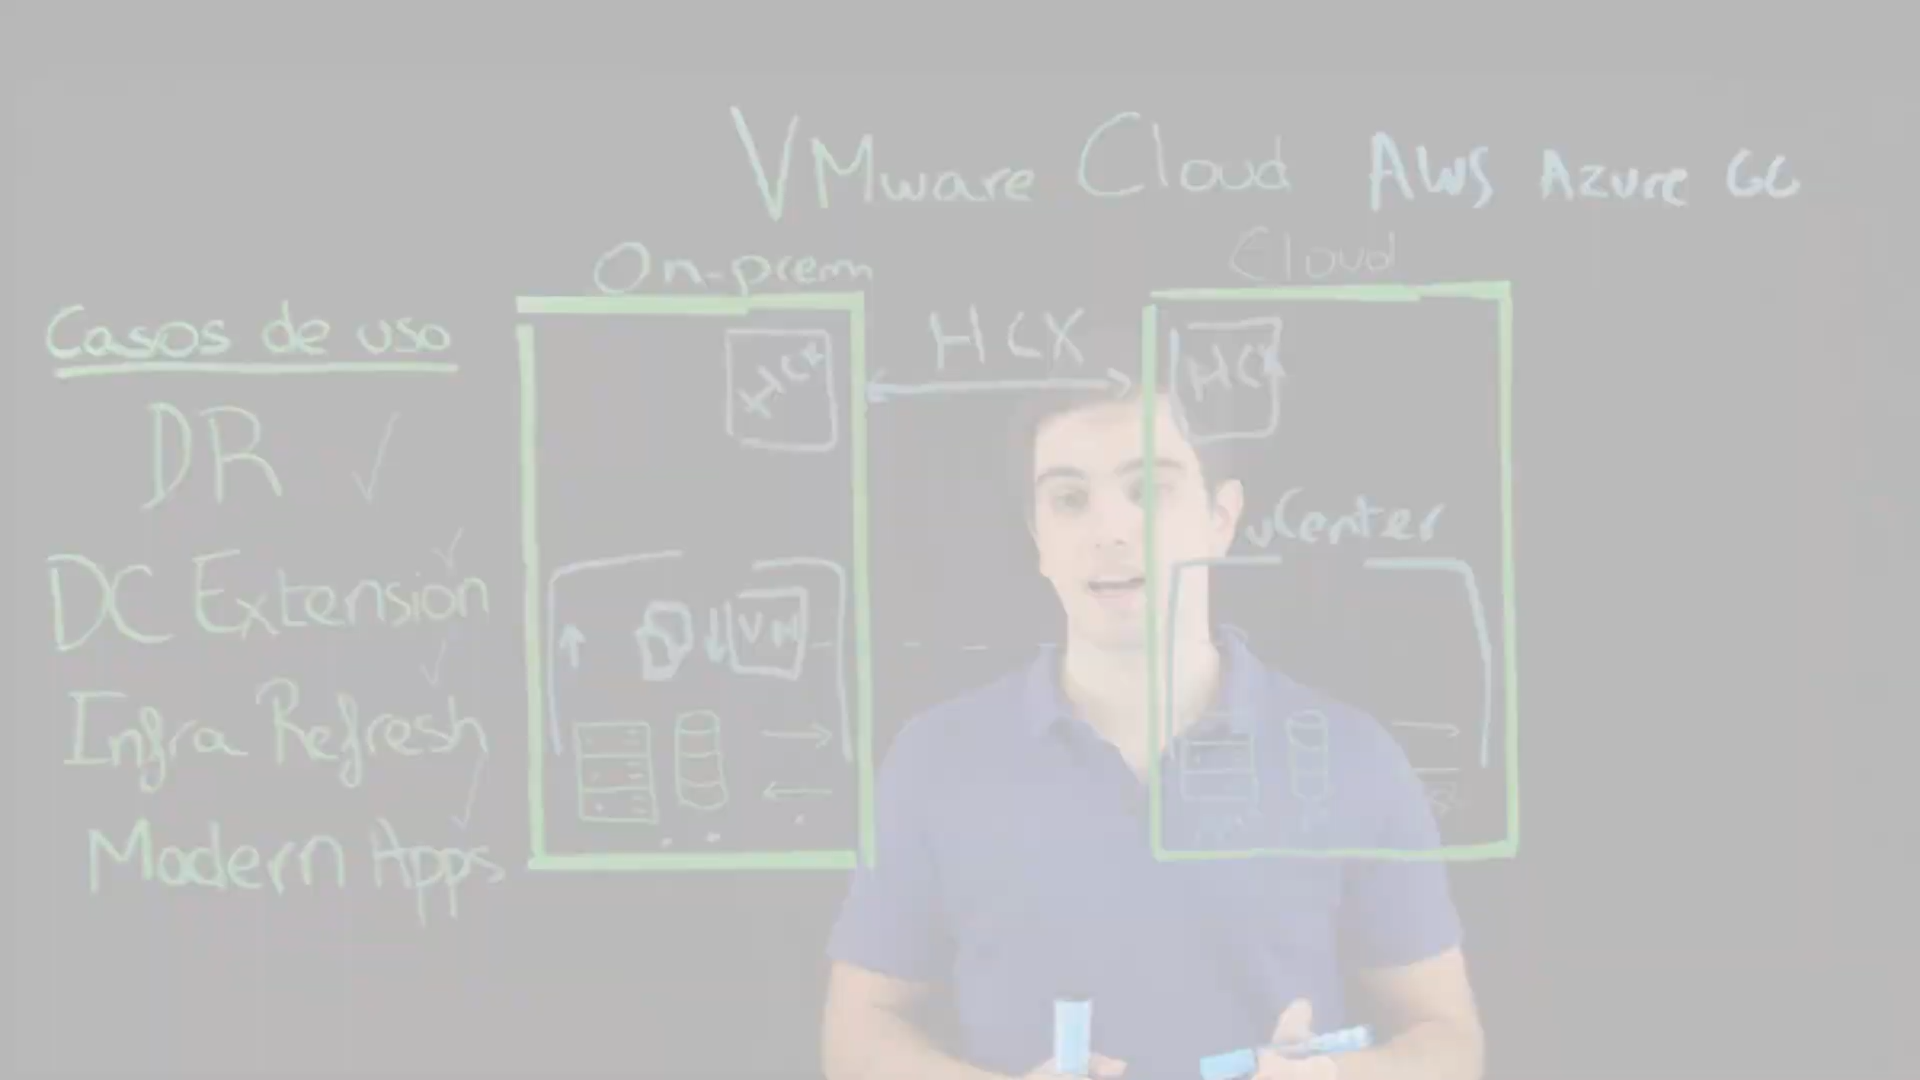 VMware Cloud AWS Azure GC
On-prem
Cloud
Casos de uso
HCX
HCX
HCX
DR
vCenter
DC Extensión
VM
Infra Refresh
Modern Apps